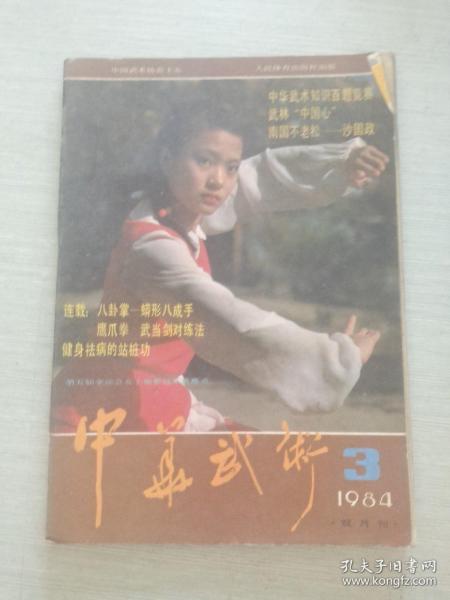 中国武术协会主办
人民体育出版社出版
中华武术知识百题竞赛
武林“中国心”
南国不老松——沙国政
连载：八卦掌—蟒形八成手
鹰爪拳 武当剑对练法
健身祛病的站桩功
中华武術
3
1984
双月刊
孔夫子旧书网
www.kongfz.com